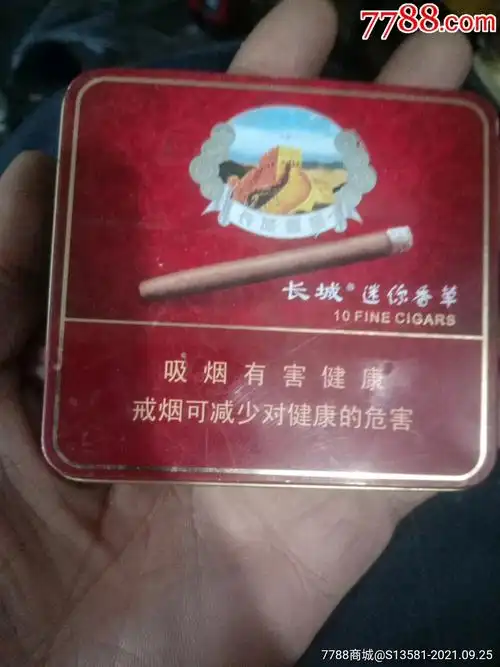 7788.com
长城®迷你香草
10 FINE CIGARS
吸烟有害健康
戒烟可减少对健康的危害
7788商城@S13581-2021.09.25